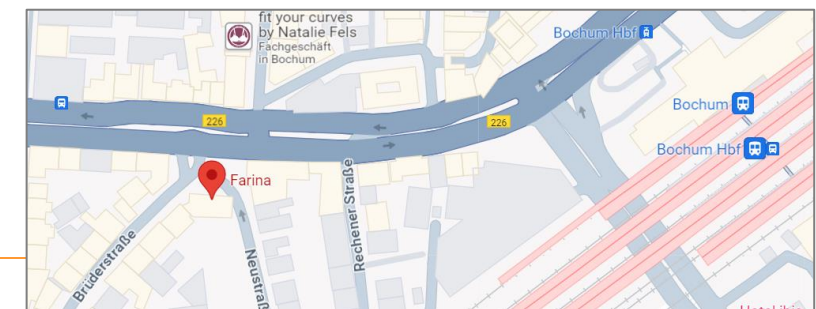 fit your curves
by Natalie Fels
Fachgeschäft
in Bochum
Bochum Hbf
226
226
Bochum
Bochum Hbf
Farina
Rechener Straße
Brüderstraße